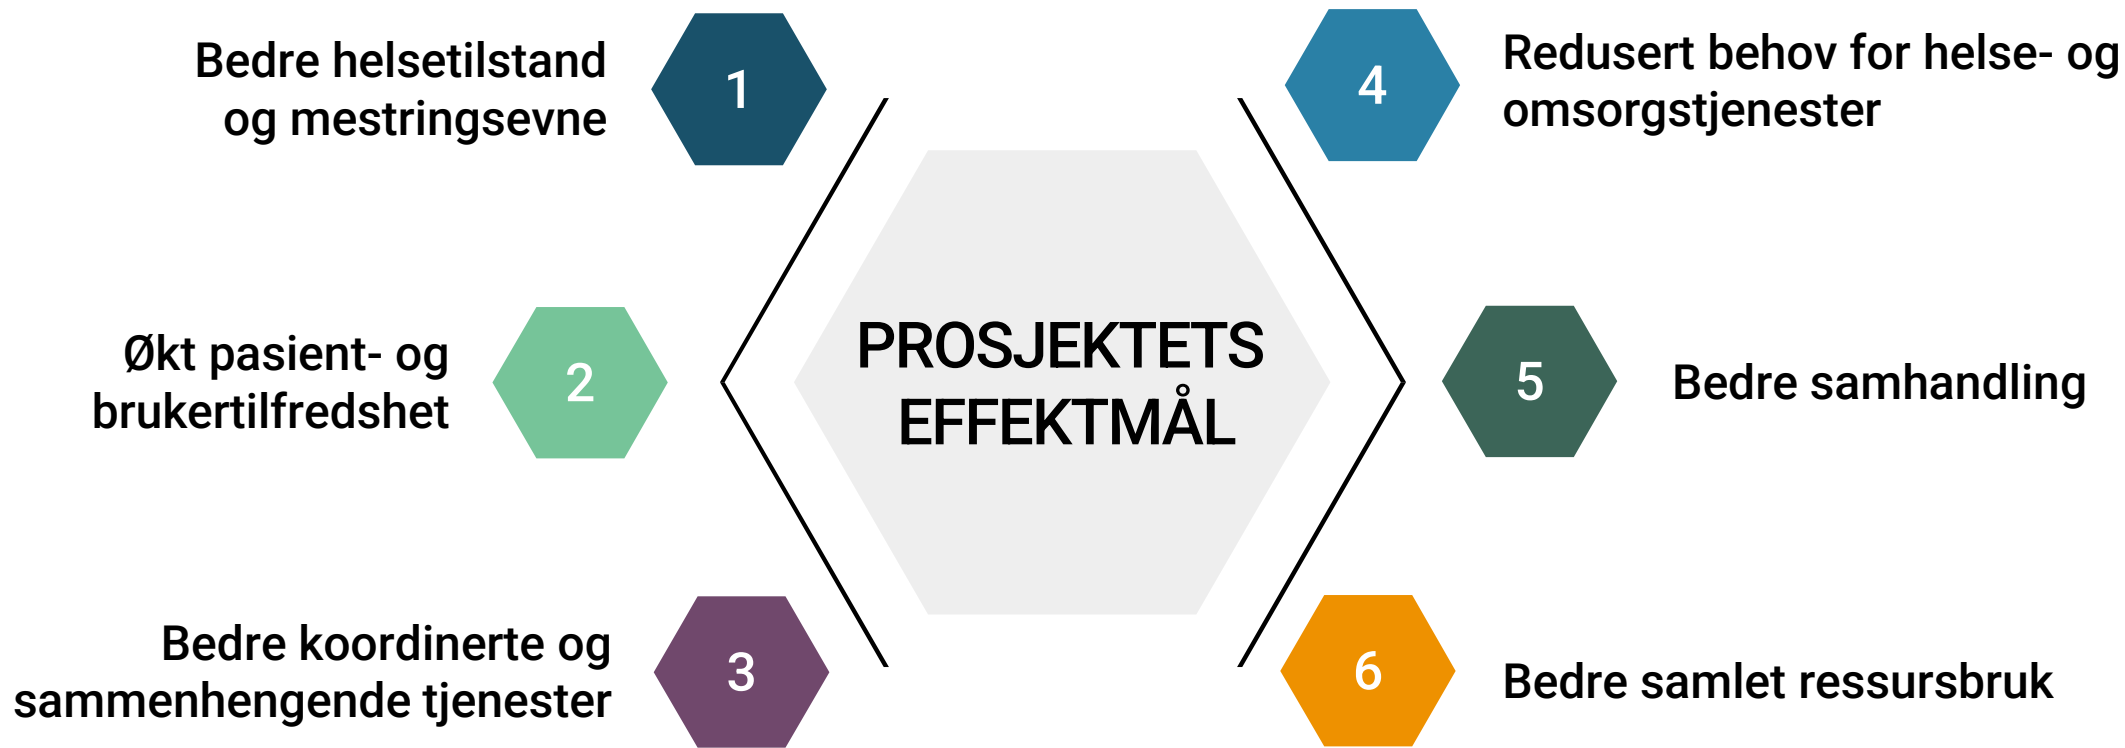 Bedre helsetilstand
og mestringsevne
1
Økt pasient- og
brukertilfredshet
2
Bedre koordinerte og
sammenhengende tjenester
3
PROSJEKTETS
EFFEKTMÅL
4
Redusert behov for helse- og
omsorgstjenester
5
Bedre samhandling
6
Bedre samlet ressursbruk